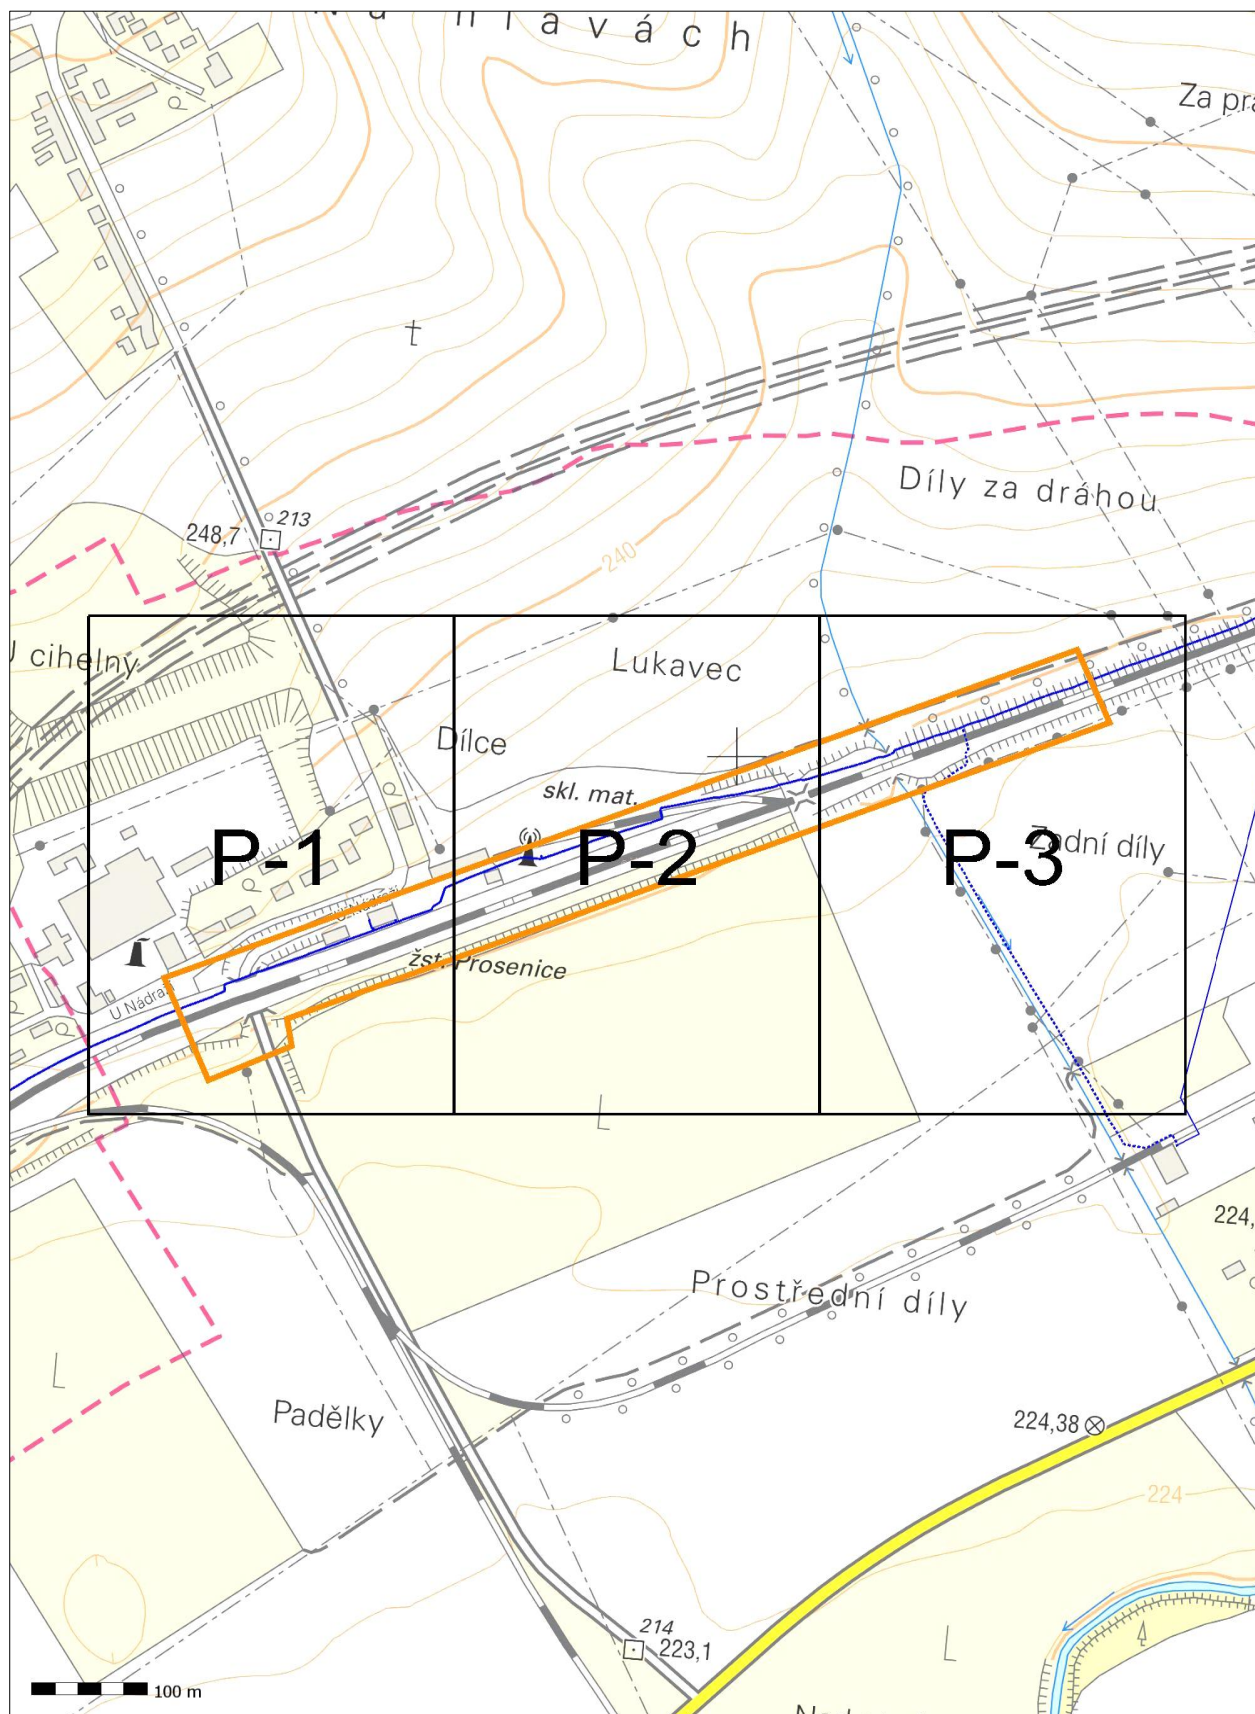 Za
Díly za dráhou
213
248,7
240
cihelny
Lukavec
Dílce
skl. mat.
P-1
P-2
P-3
Zadní díly
U Nádraží
žst. Prosenice
U
224,
Prostřední díly
Padělky
224,38
224
214
223,1
100 m